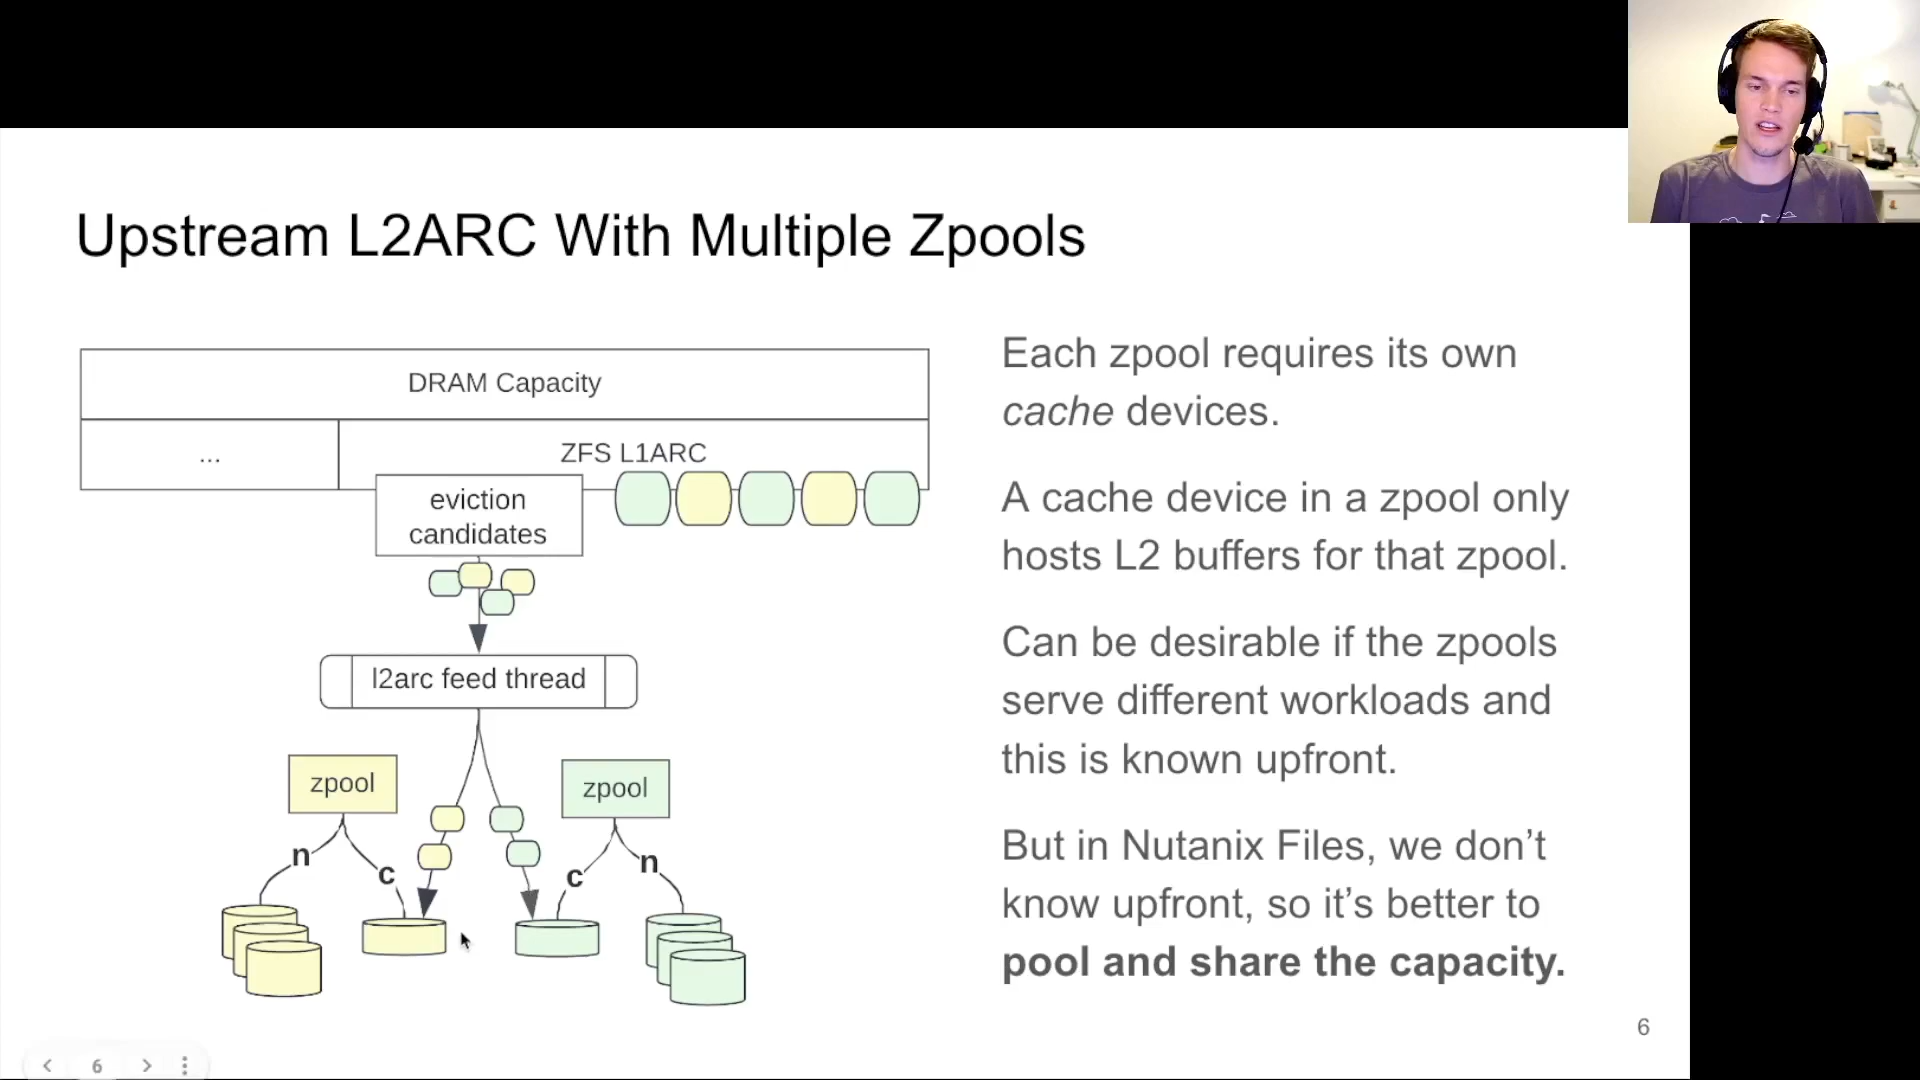 Upstream L2ARC With Multiple Zpools
DRAM Capacity
...
ZFS L1ARC
eviction
candidates
l2arc feed thread
zpool
zpool
n
c
c
n
Each zpool requires its own
cache devices.
A cache device in a zpool only
hosts L2 buffers for that zpool.
Can be desirable if the zpools
serve different workloads and
this is known upfront.
But in Nutanix Files, we don’t
know upfront, so it’s better to
pool and share the capacity.
6
6